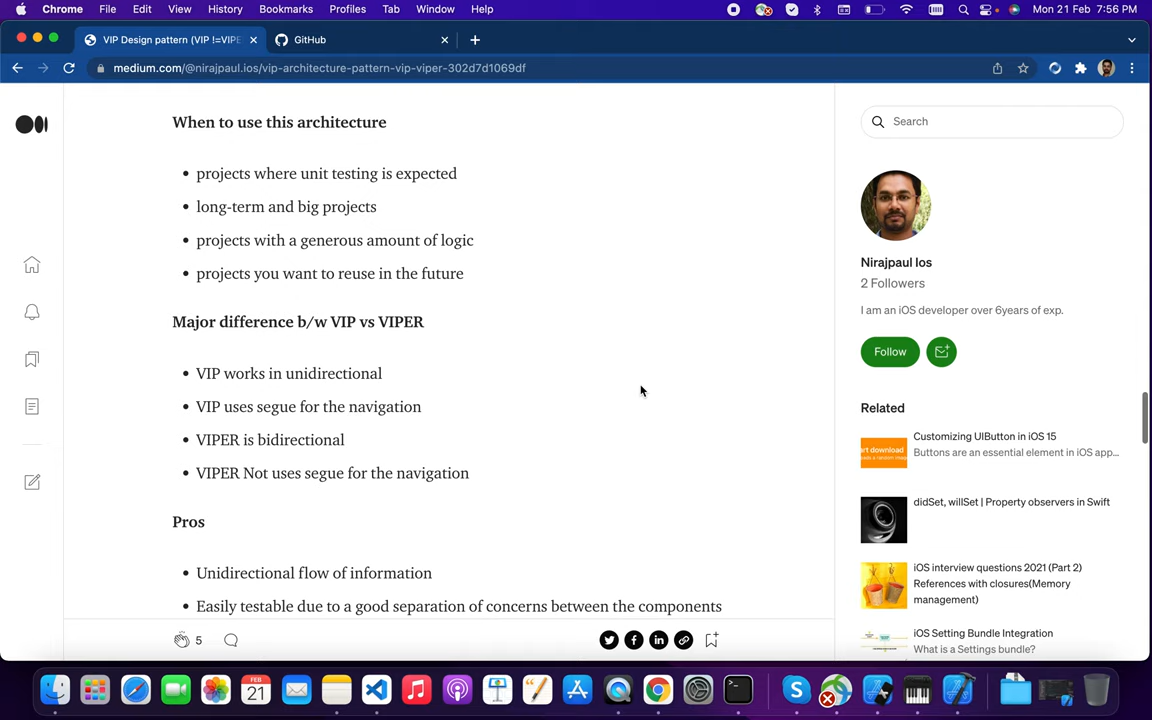 Chrome File Edit View History Bookmarks Profiles Tab Window Help Mon 21 Feb 7:56 PM
VIP Design pattern (VIP !=VIPE GitHub
medium.com/@nirajpaul.ios/vip-architecture-pattern-vip-viper-302d7d1069df
When to use this architecture
• projects where unit testing is expected
• long-term and big projects
• projects with a generous amount of logic
• projects you want to reuse in the future
Major difference b/w VIP vs VIPER
• VIP works in unidirectional
• VIP uses segue for the navigation
• VIPER is bidirectional
• VIPER Not uses segue for the navigation
Pros
• Unidirectional flow of information
• Easily testable due to a good separation of concerns between the components
5
Search
Nirajpaul Ios
2 Followers
I am an iOS developer over 6years of exp.
Follow
Related
Customizing UIButton in iOS 15
Buttons are an essential element in iOS app...
didSet, willSet | Property observers in Swift
iOS interview questions 2021 (Part 2)
References with closures(Memory
management)
iOS Setting Bundle Integration
What is a Settings bundle?
FEB
21